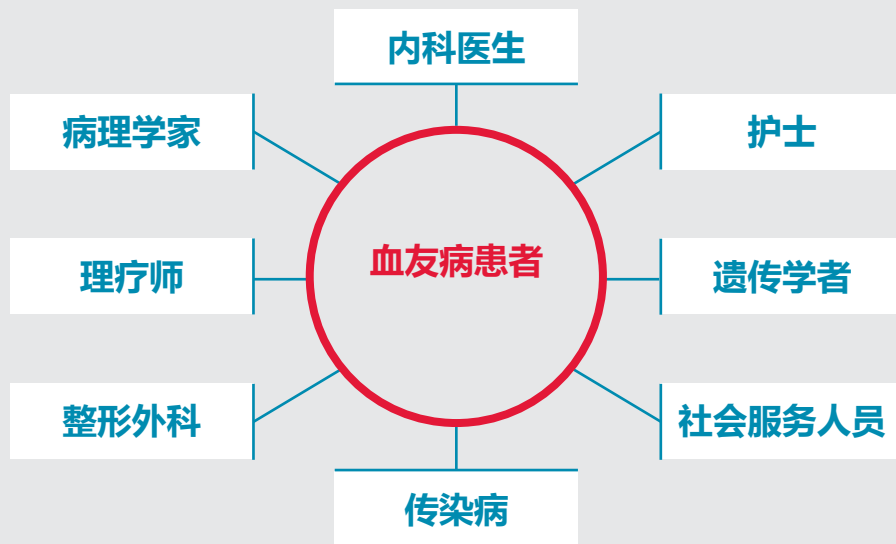 内科医生
病理学家
护士
血友病患者
理疗师
遗传学者
整形外科
社会服务人员
传染病